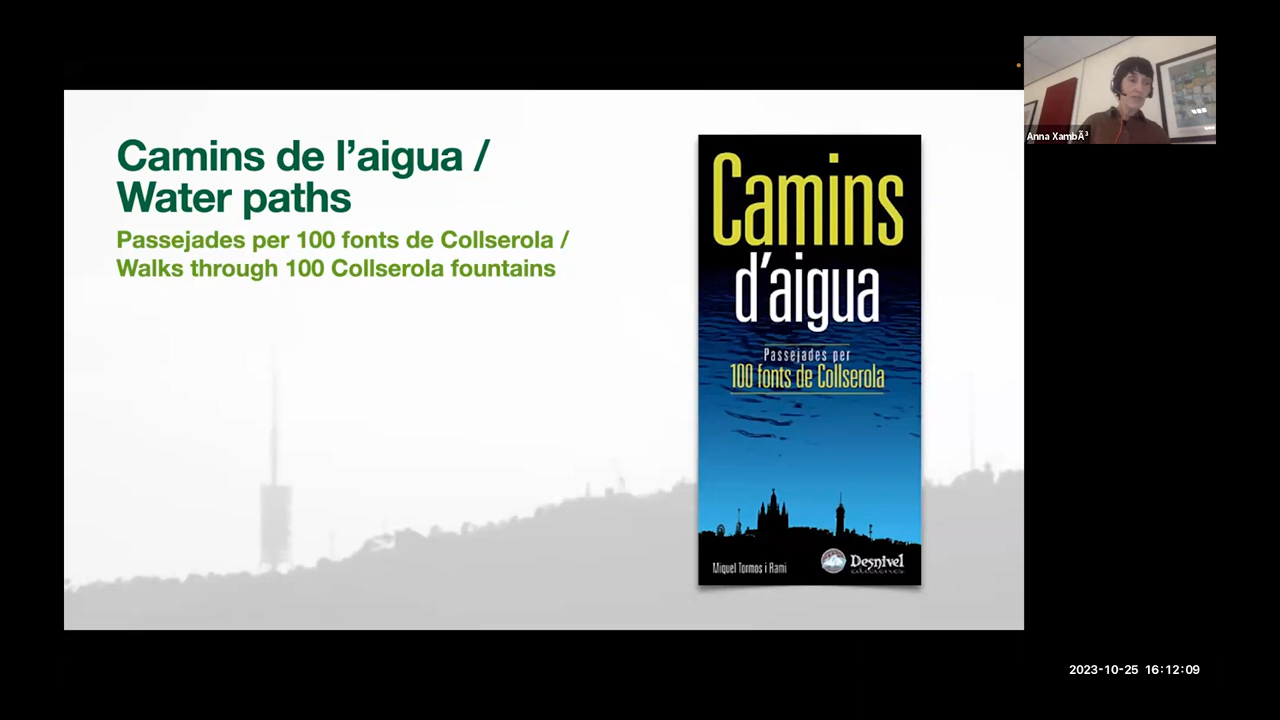 Camins de l’aigua /
Water paths
Passejades per 100 fonts de Collserola /
Walks through 100 Collserola fountains
Camins
d’aigua
Passejades per
100 fonts de Collserola
Miquel Tormos i Rami
Desnivel
ediciones
Anna XambÃ³
2023-10-25 16:12:09